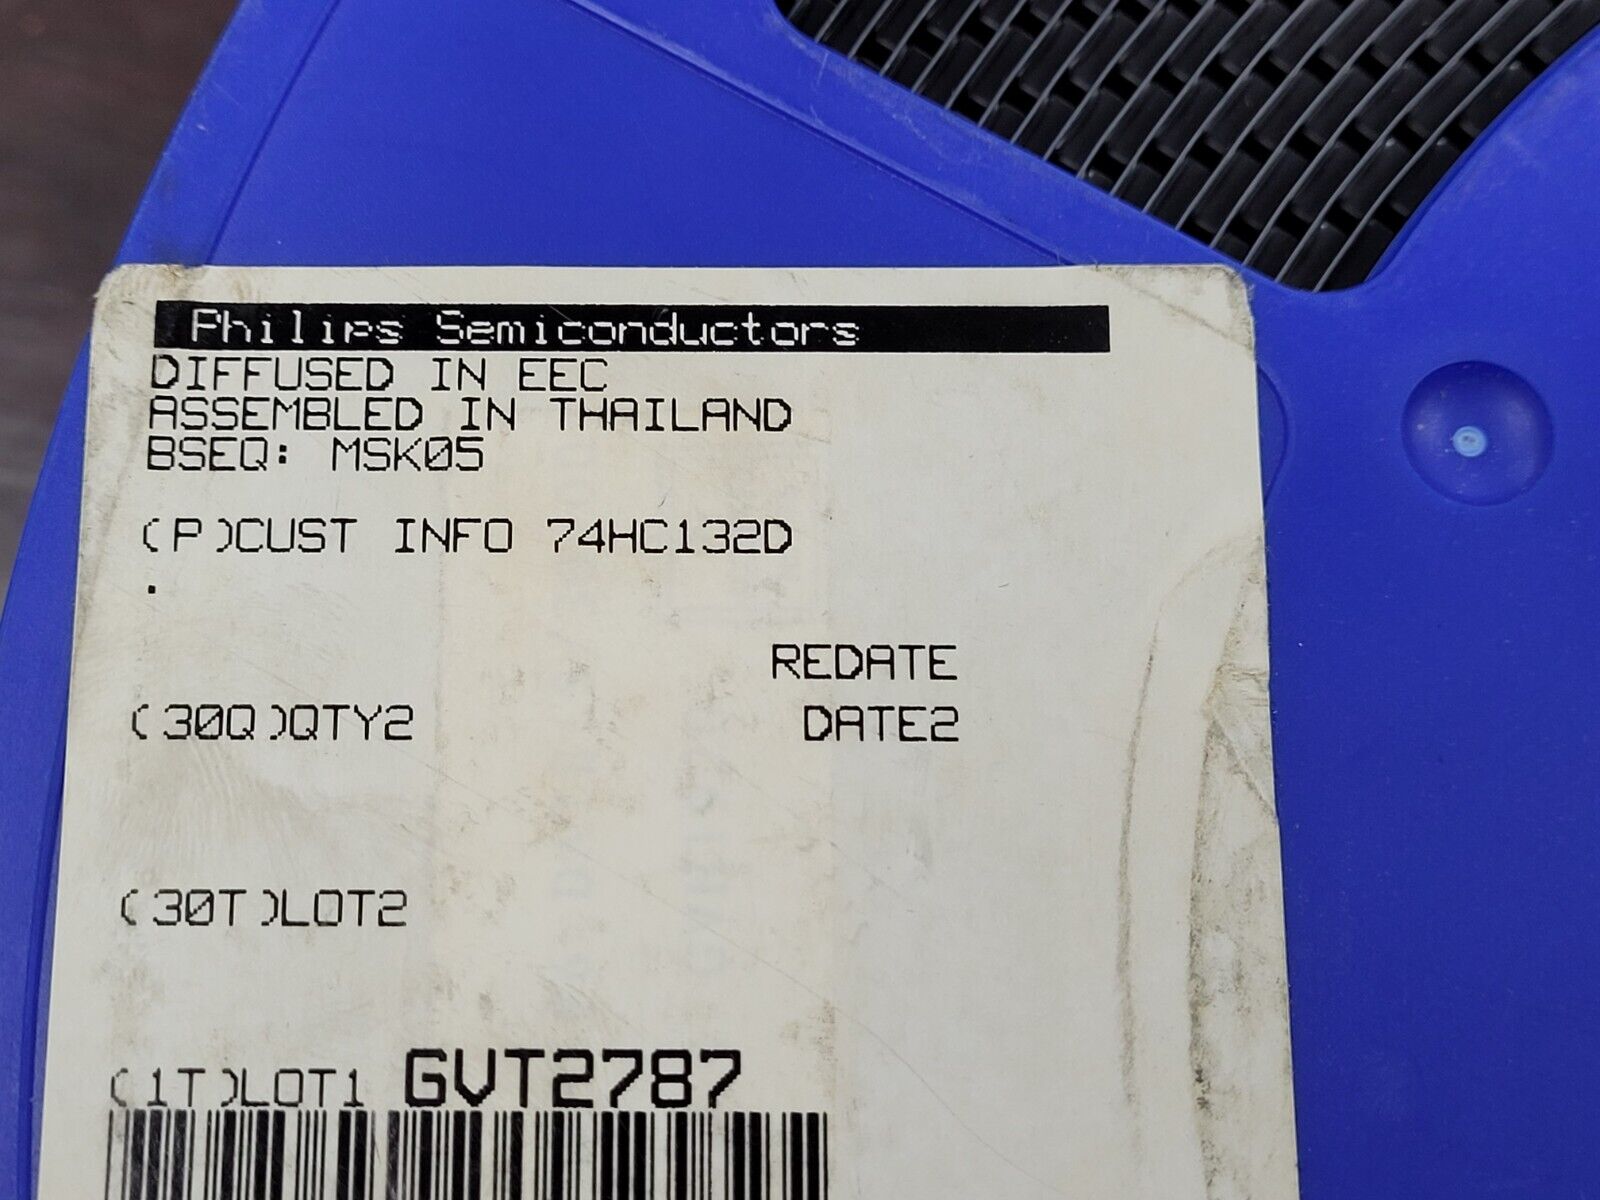 Philips Semiconductors
DIFFUSED IN EEC
ASSEMBLED IN THAILAND
BSEQ: MSK05
(P)CUST INFO 74HC132D
.
REDATE
(30Q)QTY2 DATE2
(30T)LOT2
(1T)LOT1 GVT2787